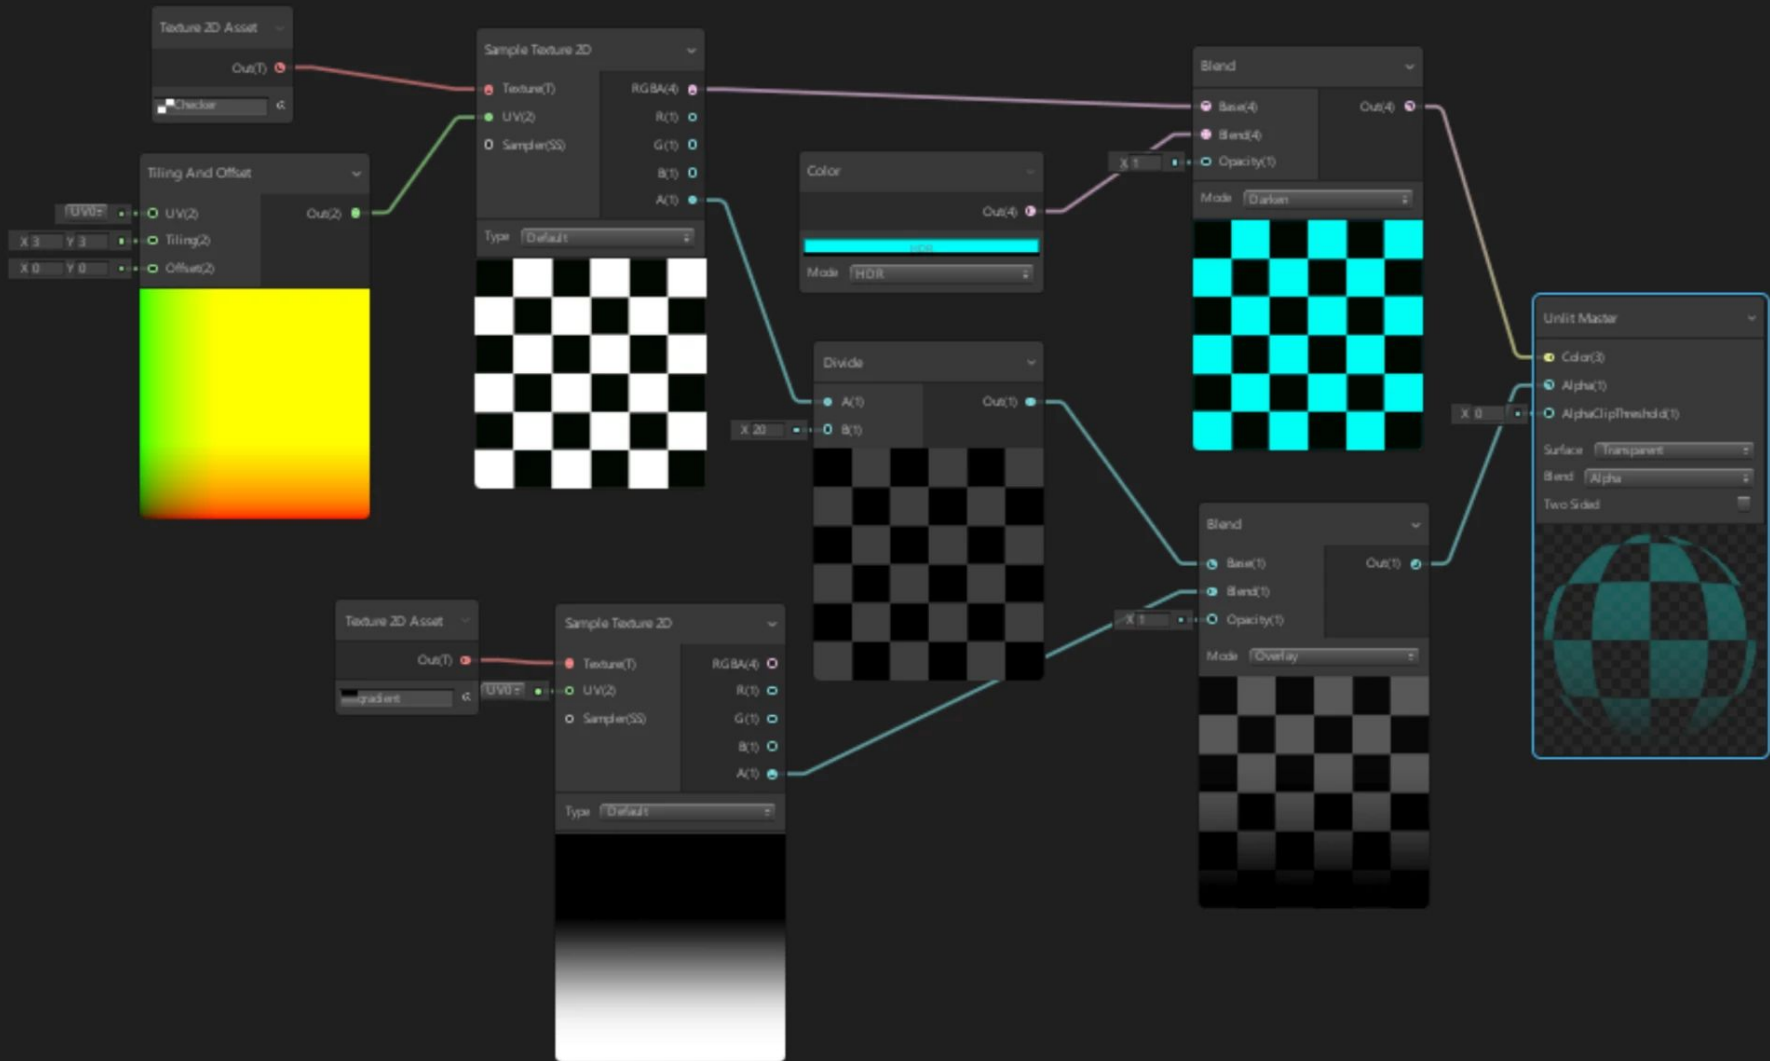 Texture 2D Asset
Out(T)
Checker
Tiling And Offset
UV0
UV(2)
Out(2)
X 3 Y 3
Tiling(2)
X 0 Y 0
Offset(2)
Sample Texture 2D
Texture(T)
RGBA(4)
UV(2)
R(1)
Sampler(SS)
G(1)
B(1)
A(1)
Type Default
Color
Out(4)
HDR
Mode HDR
Divide
A(1)
Out(1)
X 20
B(1)
Blend
Base(4)
Out(4)
Blend(4)
X 1
Opacity(1)
Mode Darken
Texture 2D Asset
Out(T)
gradient
Sample Texture 2D
Texture(T)
RGBA(4)
UV0
UV(2)
R(1)
Sampler(SS)
G(1)
B(1)
A(1)
Type Default
Blend
Base(1)
Out(1)
Blend(1)
X 1
Opacity(1)
Mode Overlay
Unlit Master
Color(3)
Alpha(1)
X 0
AlphaClipThreshold(1)
Surface Transparent
Blend Alpha
Two Sided